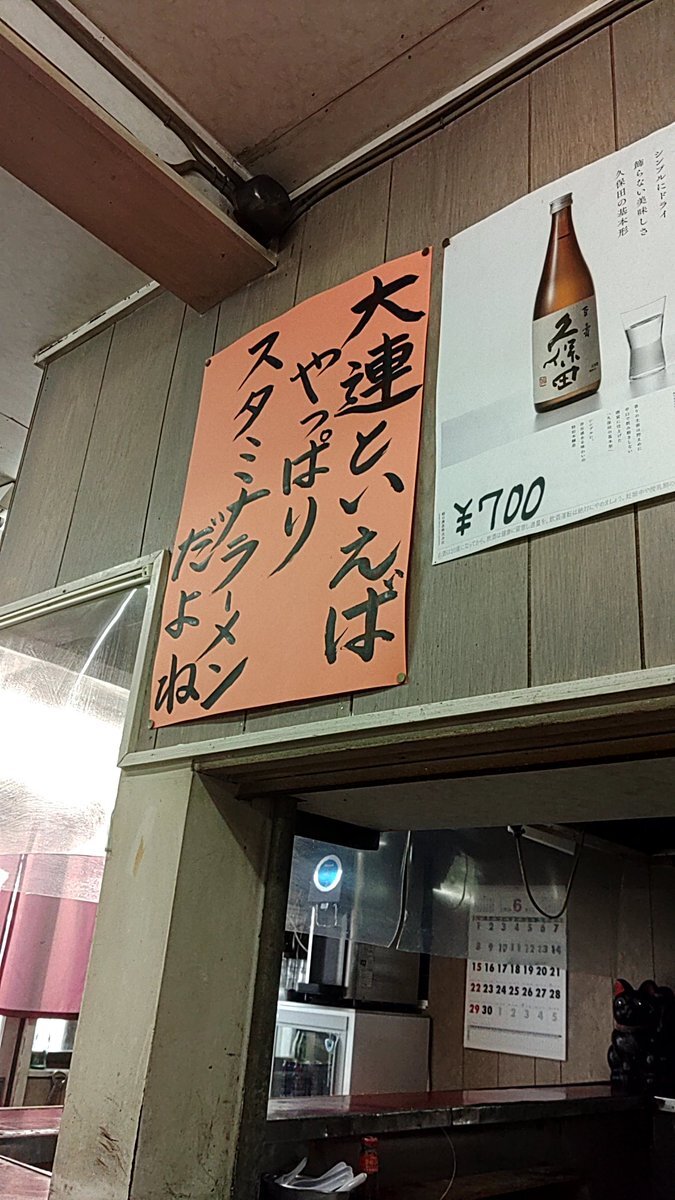 シンプルにドライ
飾らない美味しさ
久保田の基本形
百寿
久保田
¥700
大連といえば
やっぱり
スタミナラーメン
だよね
6
1 2 3 4 5 6 7
8 9 10 11 12 13 14
15 16 17 18 19 20 21
22 23 24 25 26 27 28
29 30 1 2 3 4 5